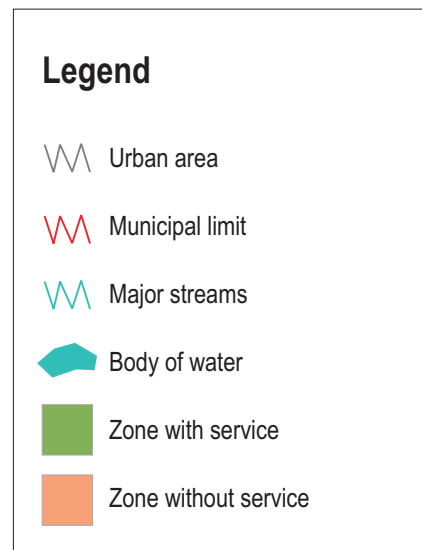 Legend
Urban area
Municipal limit
Major streams
Body of water
Zone with service
Zone without service